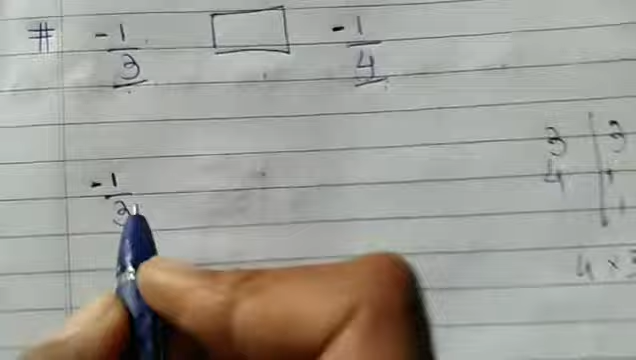 # -1/3 □ -1/4
-1/3
3 | 3
4 |
4 ×